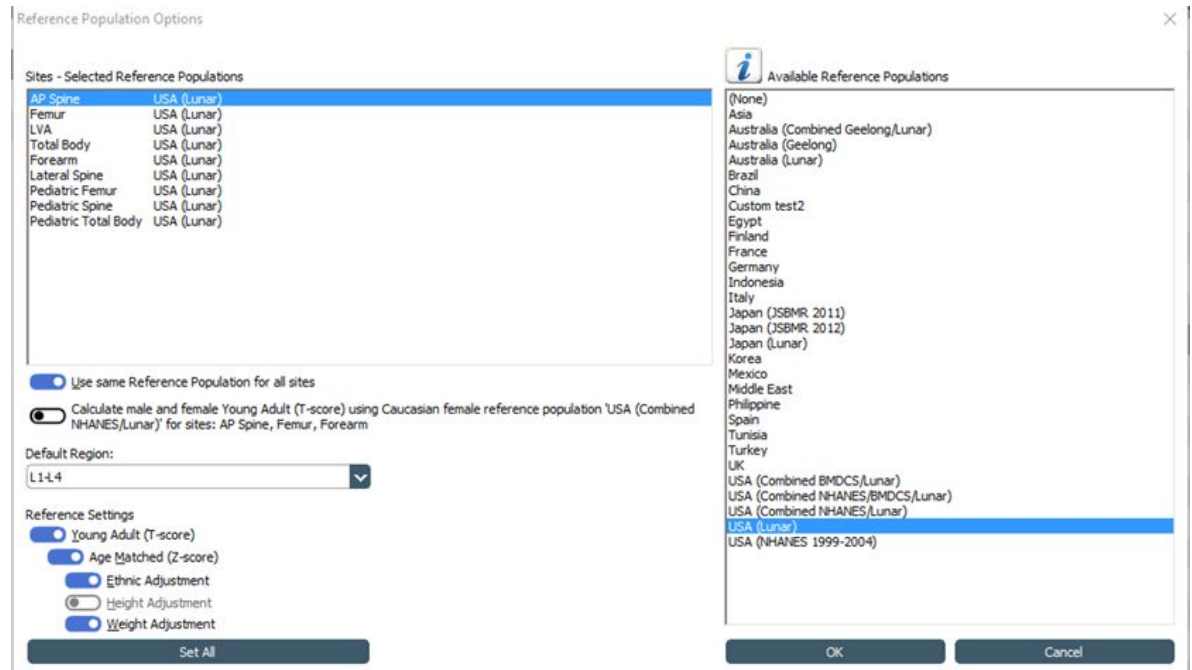 Reference Population Options
Sites - Selected Reference Populations
AP Spine USA (Lunar)
Femur USA (Lunar)
LVA USA (Lunar)
Total Body USA (Lunar)
Forearm USA (Lunar)
Lateral Spine USA (Lunar)
Pediatric Femur USA (Lunar)
Pediatric Spine USA (Lunar)
Pediatric Total Body USA (Lunar)
Use same Reference Population for all sites
Calculate male and female Young Adult (T-score) using Caucasian female reference population 'USA (Combined
NHANES/Lunar)' for sites: AP Spine, Femur, Forearm
Default Region:
L1-L4
Reference Settings
Young Adult (T-score)
Age Matched (Z-score)
Ethnic Adjustment
Height Adjustment
Weight Adjustment
Set All
i
Available Reference Populations
(None)
Asia
Australia (Combined Geelong/Lunar)
Australia (Geelong)
Australia (Lunar)
Brazil
China
Custom test2
Egypt
Finland
France
Germany
Indonesia
Italy
Japan (JSBMR 2011)
Japan (JSBMR 2012)
Japan (Lunar)
Korea
Mexico
Middle East
Philippine
Spain
Tunisia
Turkey
UK
USA (Combined BMDCS/Lunar)
USA (Combined NHANES/BMDCS/Lunar)
USA (Combined NHANES/Lunar)
USA (Lunar)
USA (NHANES 1999-2004)
OK
Cancel